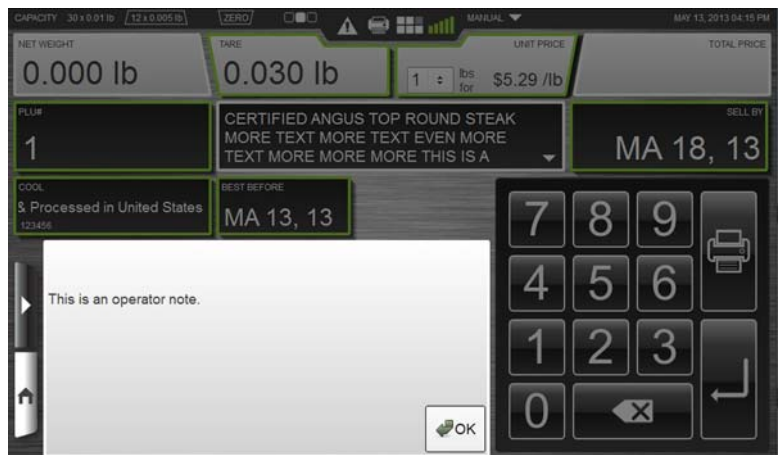 CAPACITY 30 x 0.01 lb 12 x 0.005 lb ZERO MANUAL MAY 13, 2013 04:15 PM
NET WEIGHT
0.000 lb
TARE
0.030 lb
UNIT PRICE
1 lbs for $5.29 /lb
TOTAL PRICE
PLU#
1
CERTIFIED ANGUS TOP ROUND STEAK
MORE TEXT MORE TEXT EVEN MORE
TEXT MORE MORE MORE THIS IS A
SELL BY
MA 18, 13
COOL
& Processed in United States
123456
BEST BEFORE
MA 13, 13
7 8 9
4 5 6
1 2 3
0
This is an operator note.
OK